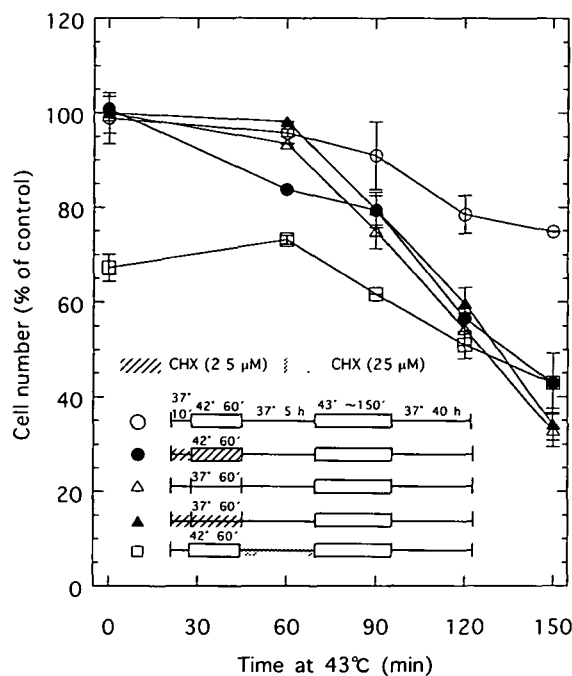 120
100
80
60
40
20
0
Cell number (% of control)
CHX (2 5 μM)
CHX (25 μM)
37°
10′
42° 60′
37° 5 h
43° ~150′
37° 40 h
42° 60′
37° 60′
37° 60′
42° 60′
0 30 60 90 120 150
Time at 43℃ (min)